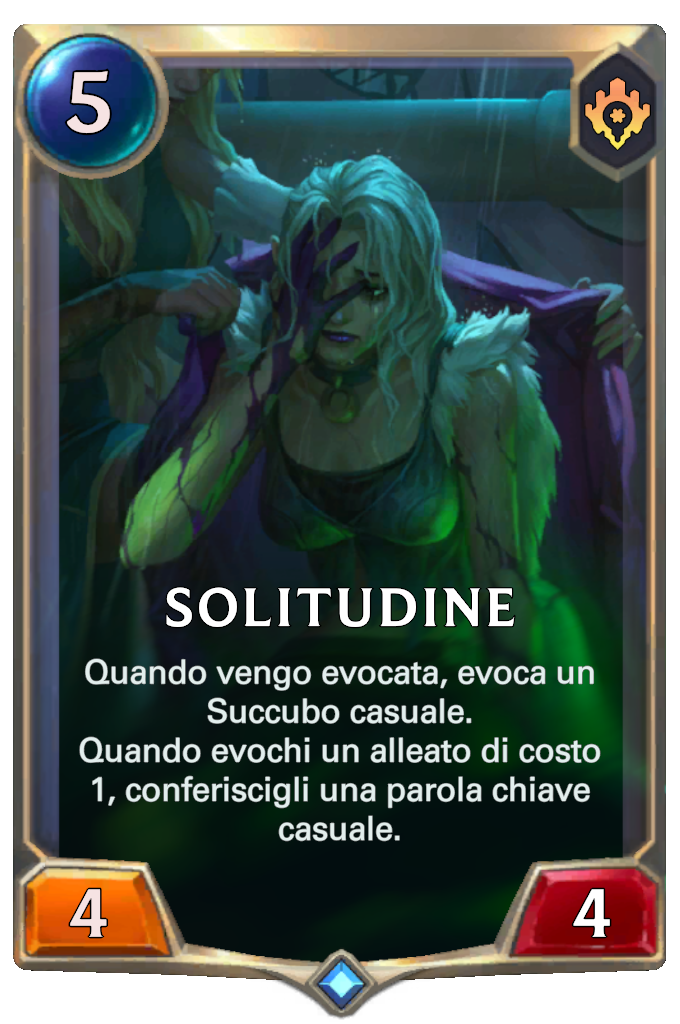 5
SOLITUDINE
Quando vengo evocata, evoca un
Succubo casuale.
Quando evochi un alleato di costo
1, conferiscigli una parola chiave
casuale.
4
4